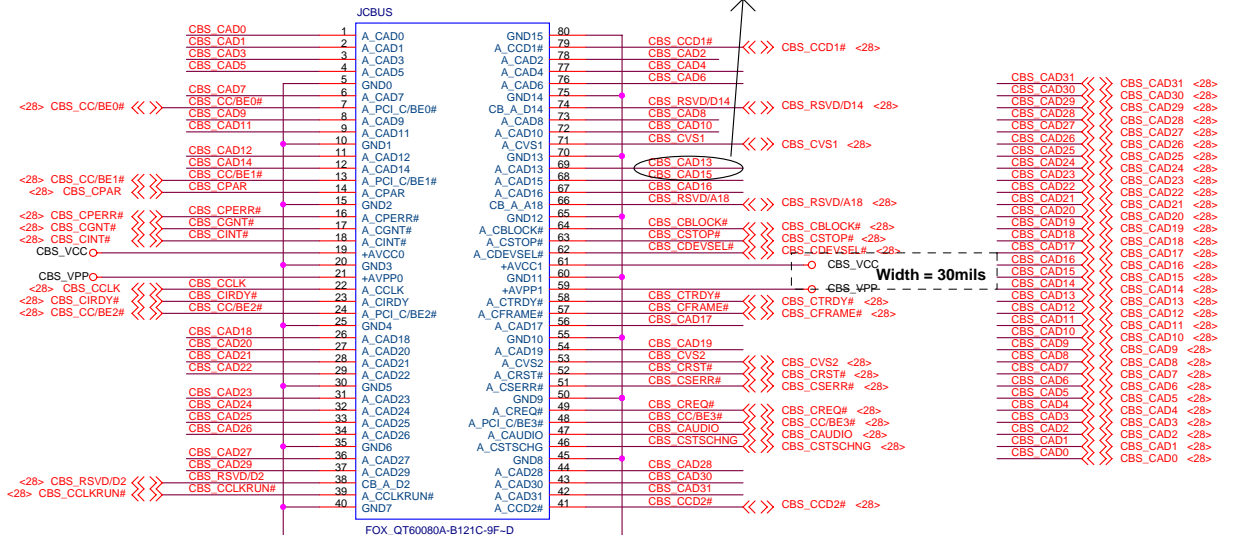 JCBUS
CBS_CAD0 1 A_CAD0 GND15 80
CBS_CAD1 2 A_CAD1 A_CCD1# 79 CBS_CCD1# CBS_CCD1# <28>
CBS_CAD3 3 A_CAD3 A_CAD2 78 CBS_CAD2
CBS_CAD5 4 A_CAD5 A_CAD4 77 CBS_CAD4
5 GND0 A_CAD6 76 CBS_CAD6
CBS_CAD7 6 A_CAD7 GND14 75
<28> CBS_CC/BE0# CBS_CC/BE0# 7 A_PCI_C/BE0# CB_A_D14 74 CBS_RSVD/D14 CBS_RSVD/D14 <28>
CBS_CAD9 8 A_CAD9 A_CAD8 73 CBS_CAD8
CBS_CAD11 9 A_CAD11 A_CAD10 72 CBS_CAD10
10 GND1 A_CVS1 71 CBS_CVS1 CBS_CVS1 <28>
CBS_CAD12 11 A_CAD12 GND13 70
CBS_CAD14 12 A_CAD14 A_CAD13 69 CBS_CAD13
<28> CBS_CC/BE1# CBS_CC/BE1# 13 A_PCI_C/BE1# A_CAD15 68 CBS_CAD15
<28> CBS_CPAR CBS_CPAR 14 A_CPAR A_CAD16 67 CBS_CAD16
15 GND2 CB_A_A18 66 CBS_RSVD/A18 CBS_RSVD/A18 <28>
<28> CBS_CPERR# CBS_CPERR# 16 A_CPERR# GND12 65
<28> CBS_CGNT# CBS_CGNT# 17 A_CGNT# A_CBLOCK# 64 CBS_CBLOCK# CBS_CBLOCK# <28>
<28> CBS_CINT# CBS_CINT# 18 A_CINT# A_CSTOP# 63 CBS_CSTOP# CBS_CSTOP# <28>
CBS_VCC 19 +AVCC0 A_CDEVSEL# 62 CBS_CDEVSEL# CBS_CDEVSEL# <28>
20 GND3 +AVCC1 61 CBS_VCC
CBS_VPP 21 +AVPP0 GND11 60 Width = 30mils
<28> CBS_CCLK CBS_CCLK 22 A_CCLK +AVPP1 59 CBS_VPP
<28> CBS_CIRDY# CBS_CIRDY# 23 A_CIRDY A_CTRDY# 58 CBS_CTRDY# CBS_CTRDY# <28>
<28> CBS_CC/BE2# CBS_CC/BE2# 24 A_PCI_C/BE2# A_CFRAME# 57 CBS_CFRAME# CBS_CFRAME# <28>
25 GND4 A_CAD17 56 CBS_CAD17
CBS_CAD18 26 A_CAD18 GND10 55
CBS_CAD20 27 A_CAD20 A_CAD19 54 CBS_CAD19
CBS_CAD21 28 A_CAD21 A_CVS2 53 CBS_CVS2 CBS_CVS2 <28>
CBS_CAD22 29 A_CAD22 A_CRST# 52 CBS_CRST# CBS_CRST# <28>
30 GND5 A_CSERR# 51 CBS_CSERR# CBS_CSERR# <28>
CBS_CAD23 31 A_CAD23 GND9 50
CBS_CAD24 32 A_CAD24 A_CREQ# 49 CBS_CREQ# CBS_CREQ# <28>
CBS_CAD25 33 A_CAD25 A_PCI_C/BE3# 48 CBS_CC/BE3# CBS_CC/BE3# <28>
CBS_CAD26 34 A_CAD26 A_CAUDIO 47 CBS_CAUDIO CBS_CAUDIO <28>
35 GND6 A_CSTSCHG 46 CBS_CSTSCHNG CBS_CSTSCHNG <28>
CBS_CAD27 36 A_CAD27 GND8 45
CBS_CAD29 37 A_CAD29 A_CAD28 44 CBS_CAD28
<28> CBS_RSVD/D2 CBS_RSVD/D2 38 CB_A_D2 A_CAD30 43 CBS_CAD30
<28> CBS_CCLKRUN# CBS_CCLKRUN# 39 A_CCLKRUN# A_CAD31 42 CBS_CAD31
40 GND7 A_CCD2# 41 CBS_CCD2# CBS_CCD2# <28>
FOX_QT60080A-B121C-9F~D
CBS_CAD31 CBS_CAD31 <28>
CBS_CAD30 CBS_CAD30 <28>
CBS_CAD29 CBS_CAD29 <28>
CBS_CAD28 CBS_CAD28 <28>
CBS_CAD27 CBS_CAD27 <28>
CBS_CAD26 CBS_CAD26 <28>
CBS_CAD25 CBS_CAD25 <28>
CBS_CAD24 CBS_CAD24 <28>
CBS_CAD23 CBS_CAD23 <28>
CBS_CAD22 CBS_CAD22 <28>
CBS_CAD21 CBS_CAD21 <28>
CBS_CAD20 CBS_CAD20 <28>
CBS_CAD19 CBS_CAD19 <28>
CBS_CAD18 CBS_CAD18 <28>
CBS_CAD17 CBS_CAD17 <28>
CBS_CAD16 CBS_CAD16 <28>
CBS_CAD15 CBS_CAD15 <28>
CBS_CAD14 CBS_CAD14 <28>
CBS_CAD13 CBS_CAD13 <28>
CBS_CAD12 CBS_CAD12 <28>
CBS_CAD11 CBS_CAD11 <28>
CBS_CAD10 CBS_CAD10 <28>
CBS_CAD9 CBS_CAD9 <28>
CBS_CAD8 CBS_CAD8 <28>
CBS_CAD7 CBS_CAD7 <28>
CBS_CAD6 CBS_CAD6 <28>
CBS_CAD5 CBS_CAD5 <28>
CBS_CAD4 CBS_CAD4 <28>
CBS_CAD3 CBS_CAD3 <28>
CBS_CAD2 CBS_CAD2 <28>
CBS_CAD1 CBS_CAD1 <28>
CBS_CAD0 CBS_CAD0 <28>